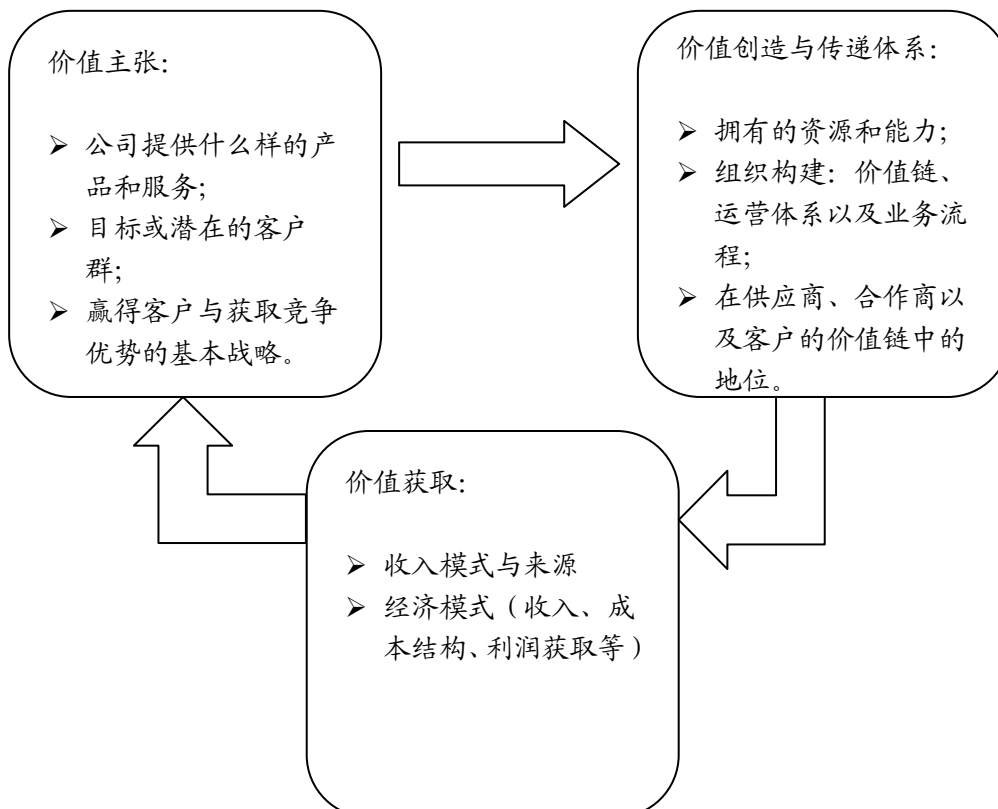 价值主张：
➢ 公司提供什么样的产
品和服务；
➢ 目标或潜在的客户
群；
➢ 赢得客户与获取竞争
优势的基本战略。
价值创造与传递体系：
➢ 拥有的资源和能力；
➢ 组织构建：价值链、
运营体系以及业务流
程；
➢ 在供应商、合作商以
及客户的价值链中的
地位。
价值获取：
➢ 收入模式与来源
➢ 经济模式（收入、成
本结构、利润获取等）